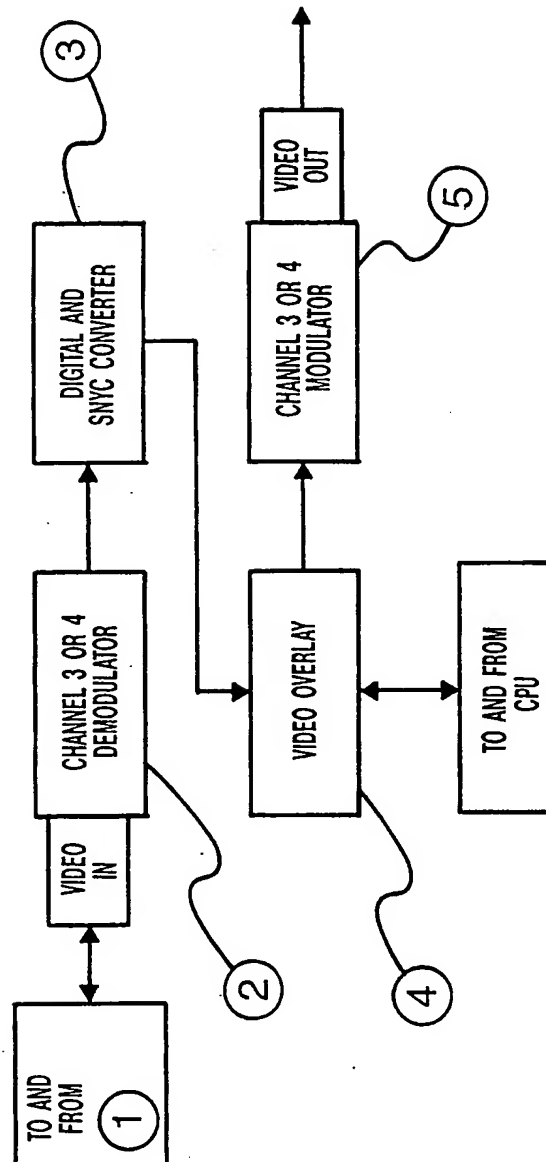 TO AND
FROM
1
VIDEO
IN
CHANNEL 3 OR 4
DEMODULATOR
2
DIGITAL AND
SNYC CONVERTER
3
VIDEO OVERLAY
4
CHANNEL 3 OR 4
MODULATOR
VIDEO
OUT
5
TO AND FROM
CPU